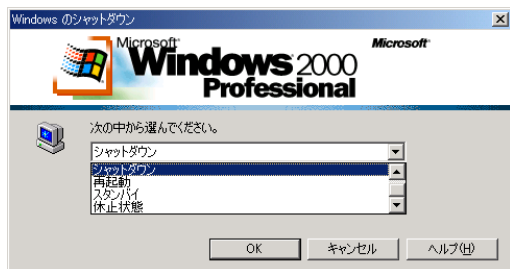 Windows のシャットダウン
Microsoft Microsoft
Windows 2000
Professional
次の中から選んでください。
シャットダウン
シャットダウン
再起動
スタンバイ
休止状態
OK キャンセル ヘルプ(H)